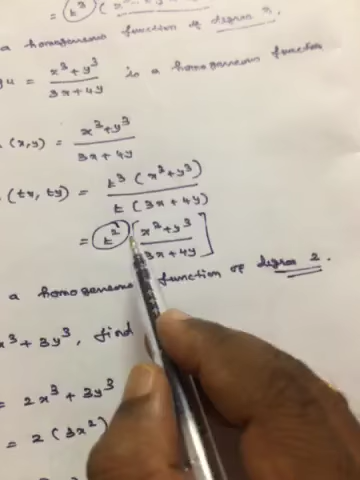 = t³ (
a homogeneous function of degree
u = x³+y³ / 3x+4y is a homogeneous function
(x,y) = x³+y³ / 3x+4y
(tx, ty) = t³ (x³+y³) / t (3x+4y)
= t² [x³+y³ / 3x+4y]
a homogeneous function of degree 2.
x³ + 3y³, find
= 2x³ + 3y³
= 2 (3x²)